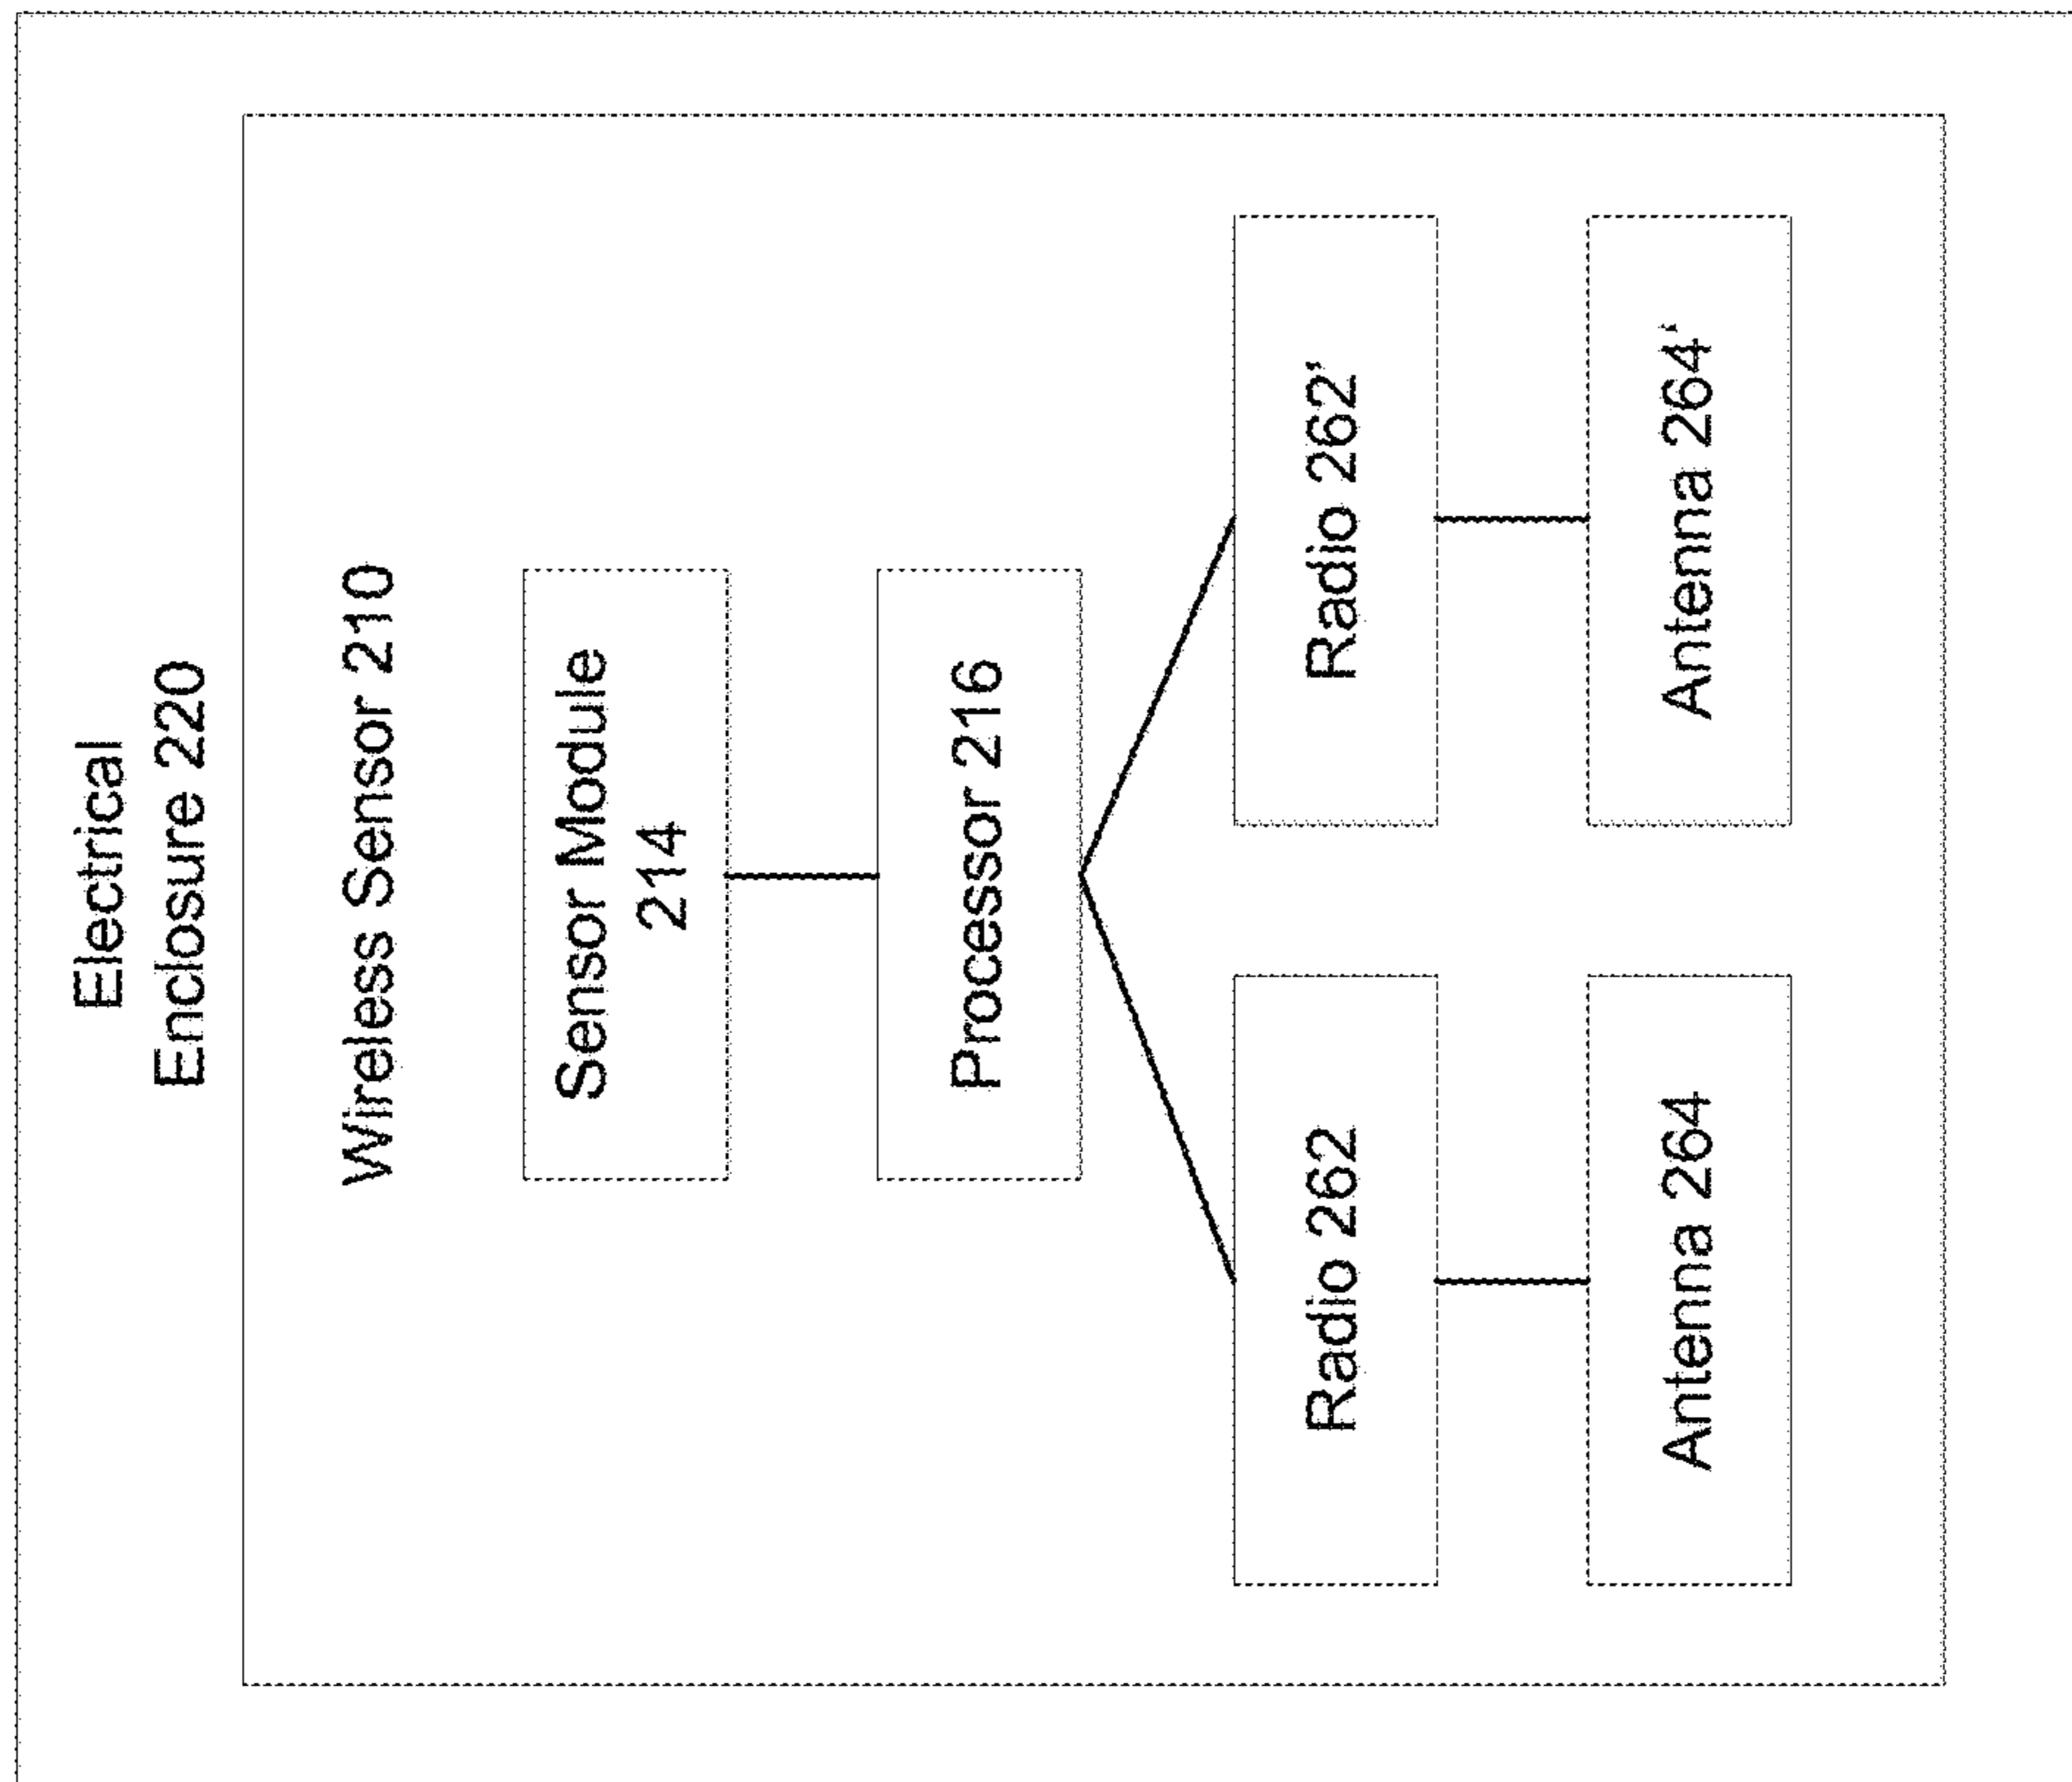 Electrical
Enclosure 220
Wireless Sensor 210
Sensor Module
214
Processor 216
Radio 262
Radio 262'
Antenna 264
Antenna 264'